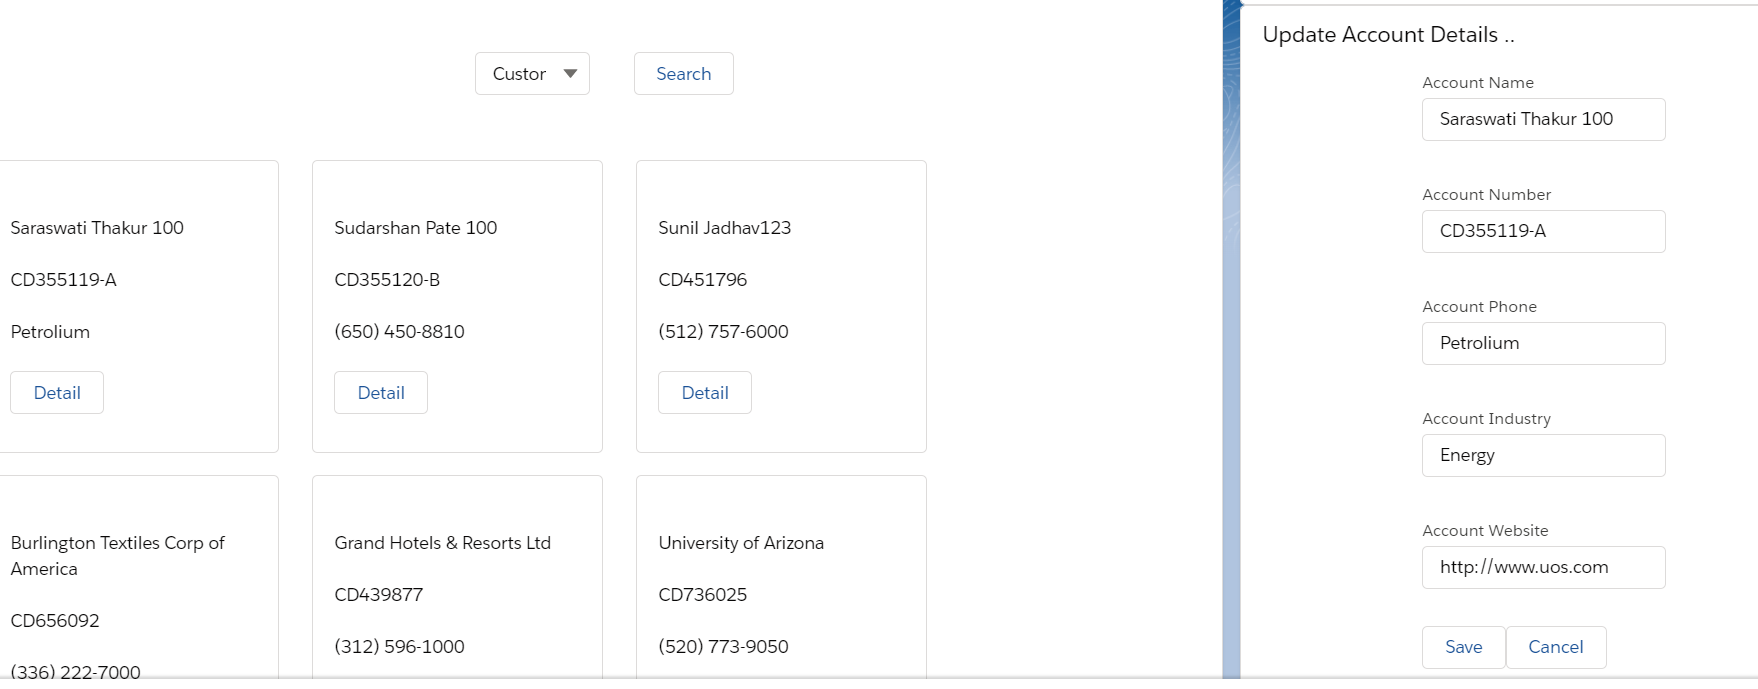 Custor
Search
Saraswati Thakur 100
CD355119-A
Petrolium
Detail
Sudarshan Pate 100
CD355120-B
(650) 450-8810
Detail
Sunil Jadhav123
CD451796
(512) 757-6000
Detail
Burlington Textiles Corp of
America
CD656092
(336) 222-7000
Grand Hotels & Resorts Ltd
CD439877
(312) 596-1000
University of Arizona
CD736025
(520) 773-9050
Update Account Details ..
Account Name
Saraswati Thakur 100
Account Number
CD355119-A
Account Phone
Petrolium
Account Industry
Energy
Account Website
http://www.uos.com
Save
Cancel